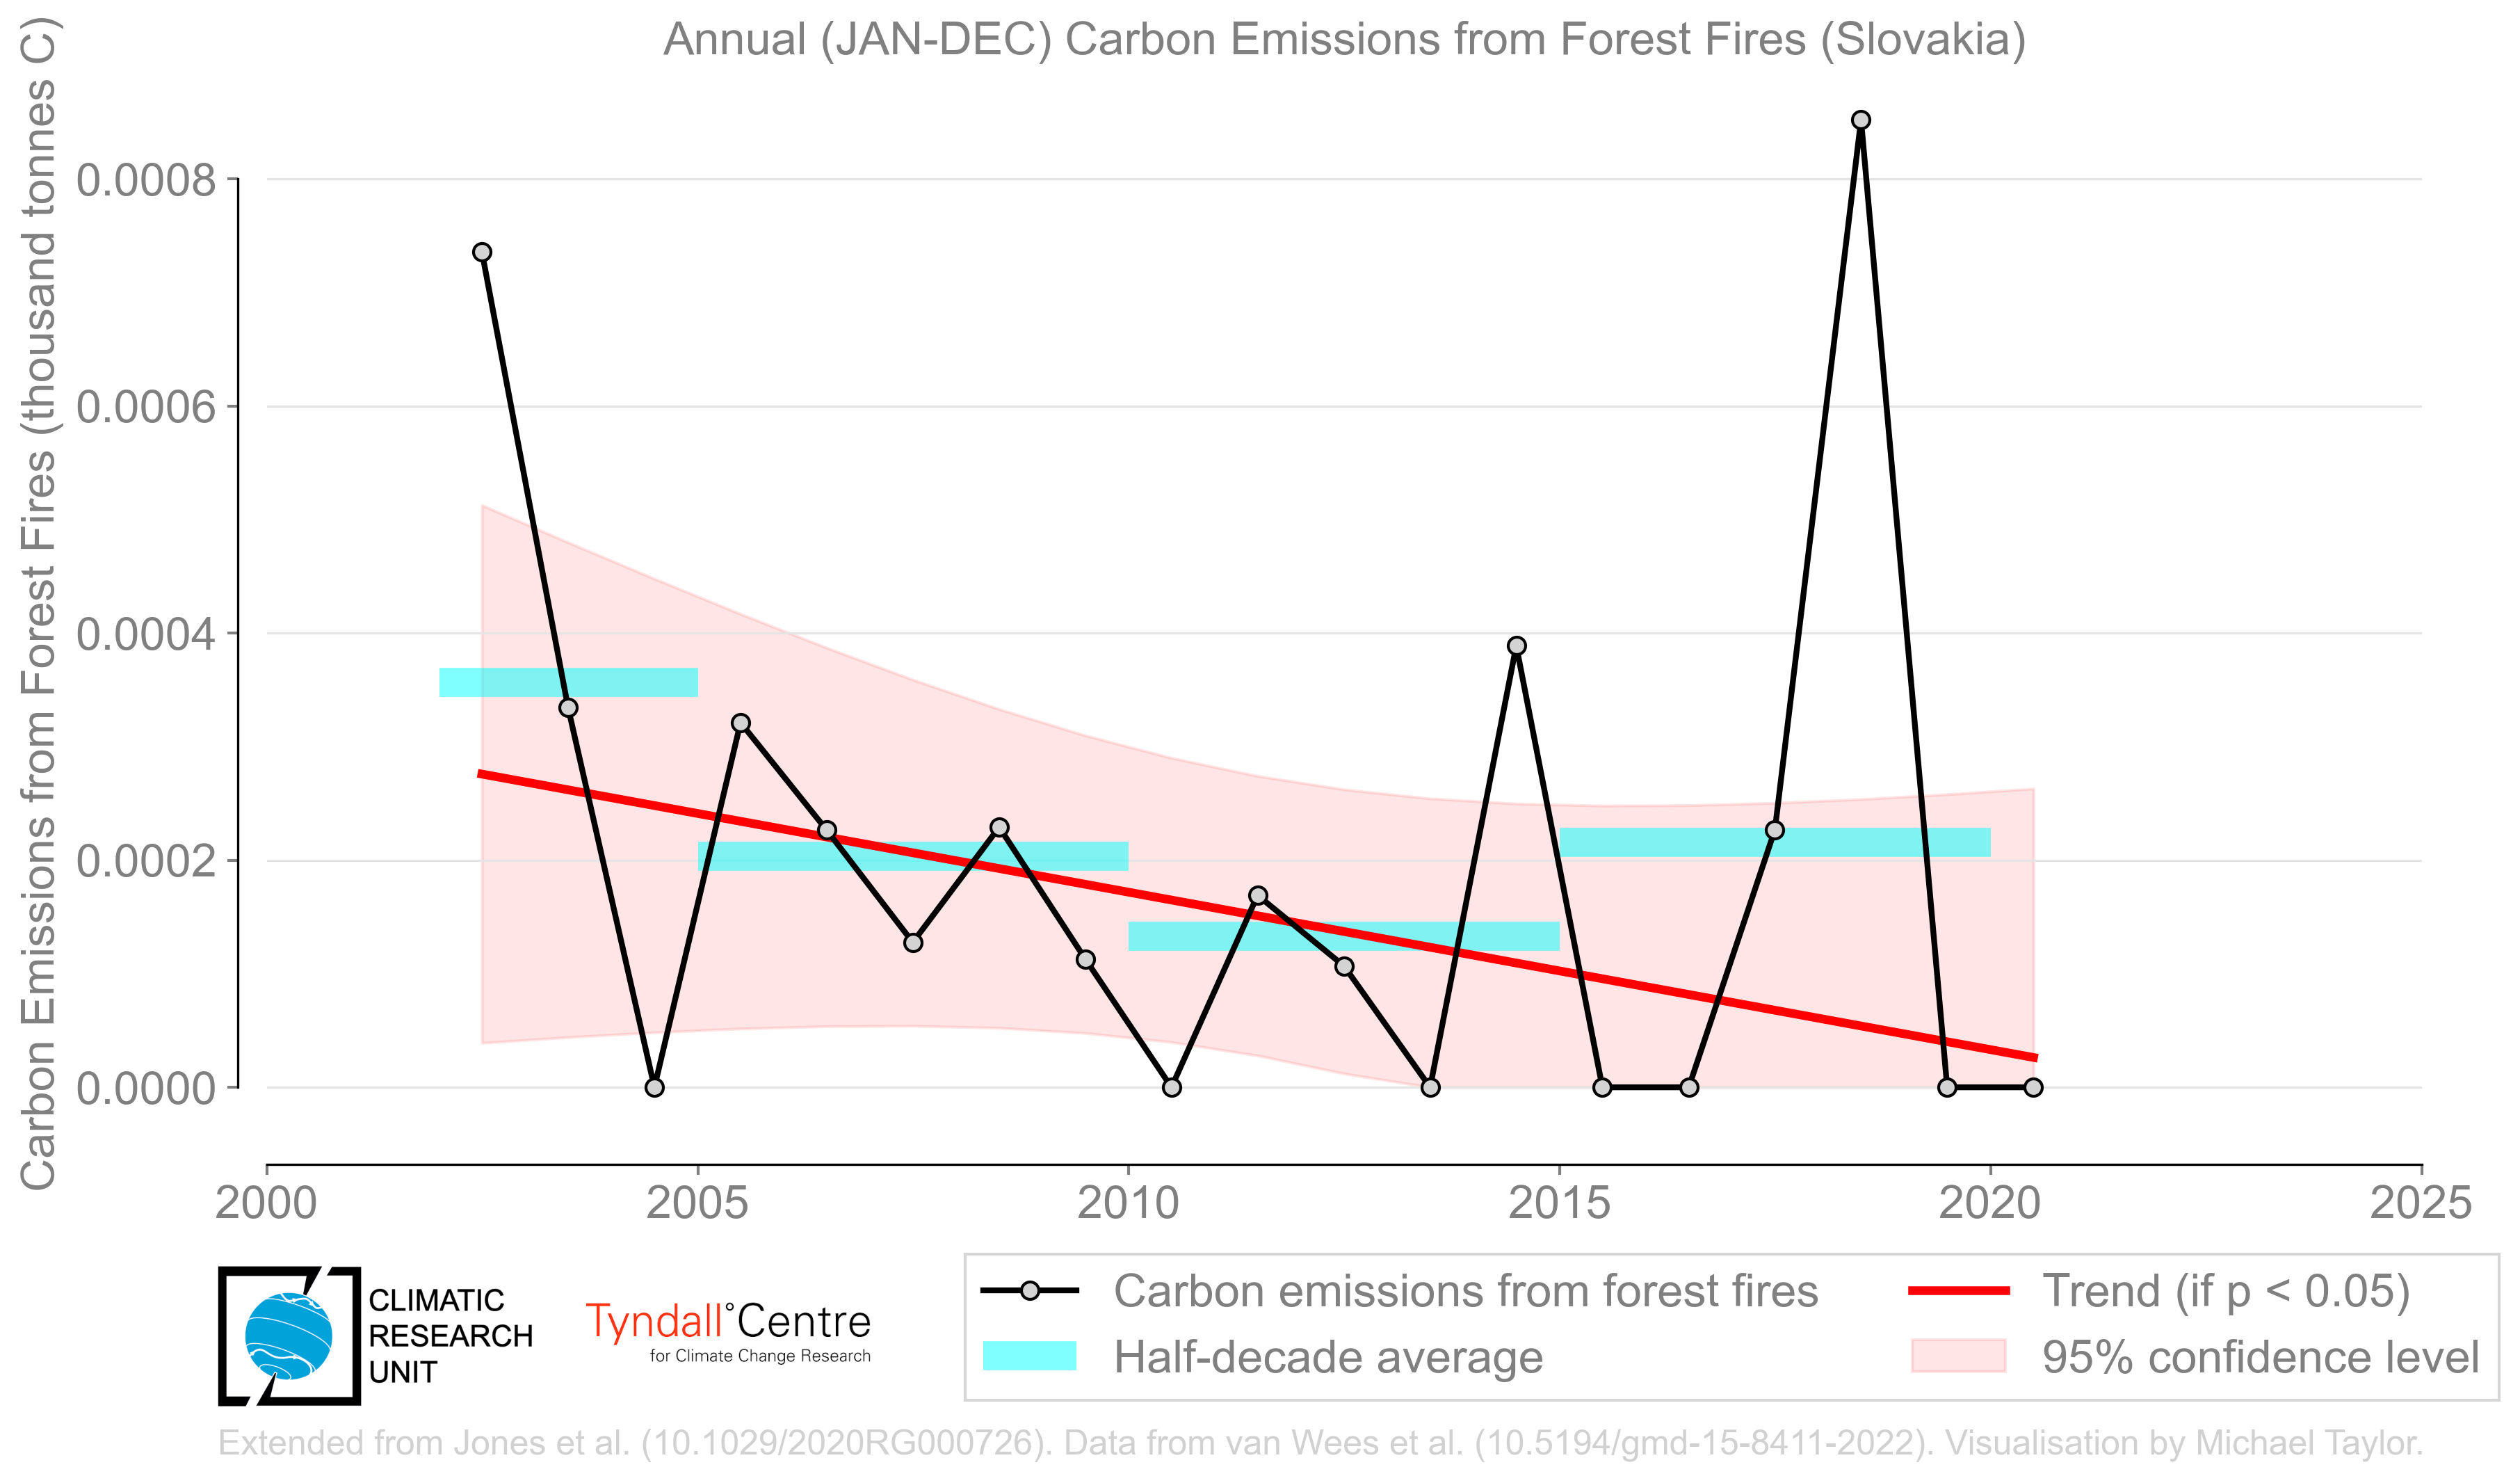 Annual (JAN-DEC) Carbon Emissions from Forest Fires (Slovakia)
Carbon Emissions from Forest Fires (thousand tonnes C)
0.0008
0.0006
0.0004
0.0002
0.0000
2000 2005 2010 2015 2020 2025
CLIMATIC
RESEARCH
UNIT
Tyndall°Centre
for Climate Change Research
Carbon emissions from forest fires
Half-decade average
Trend (if p < 0.05)
95% confidence level
Extended from Jones et al. (10.1029/2020RG000726). Data from van Wees et al. (10.5194/gmd-15-8411-2022). Visualisation by Michael Taylor.